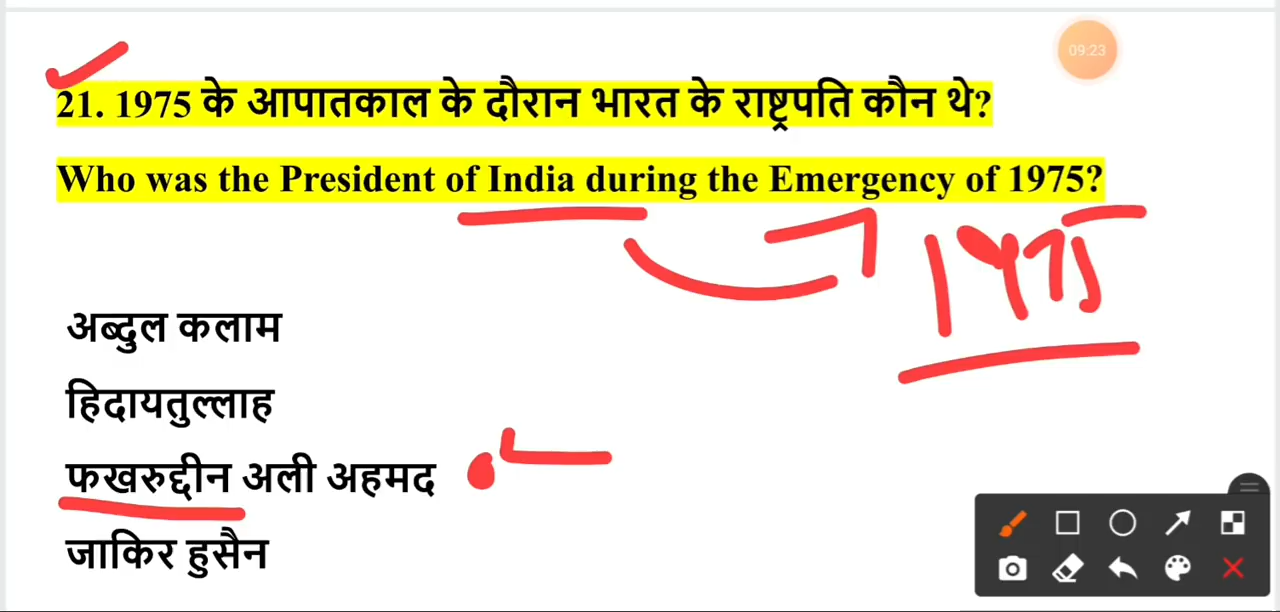 09:23
21. 1975 के आपातकाल के दौरान भारत के राष्ट्रपति कौन थे?
Who was the President of India during the Emergency of 1975?
1975
अब्दुल कलाम
हिदायतुल्लाह
फखरुद्दीन अली अहमद
जाकिर हुसैन